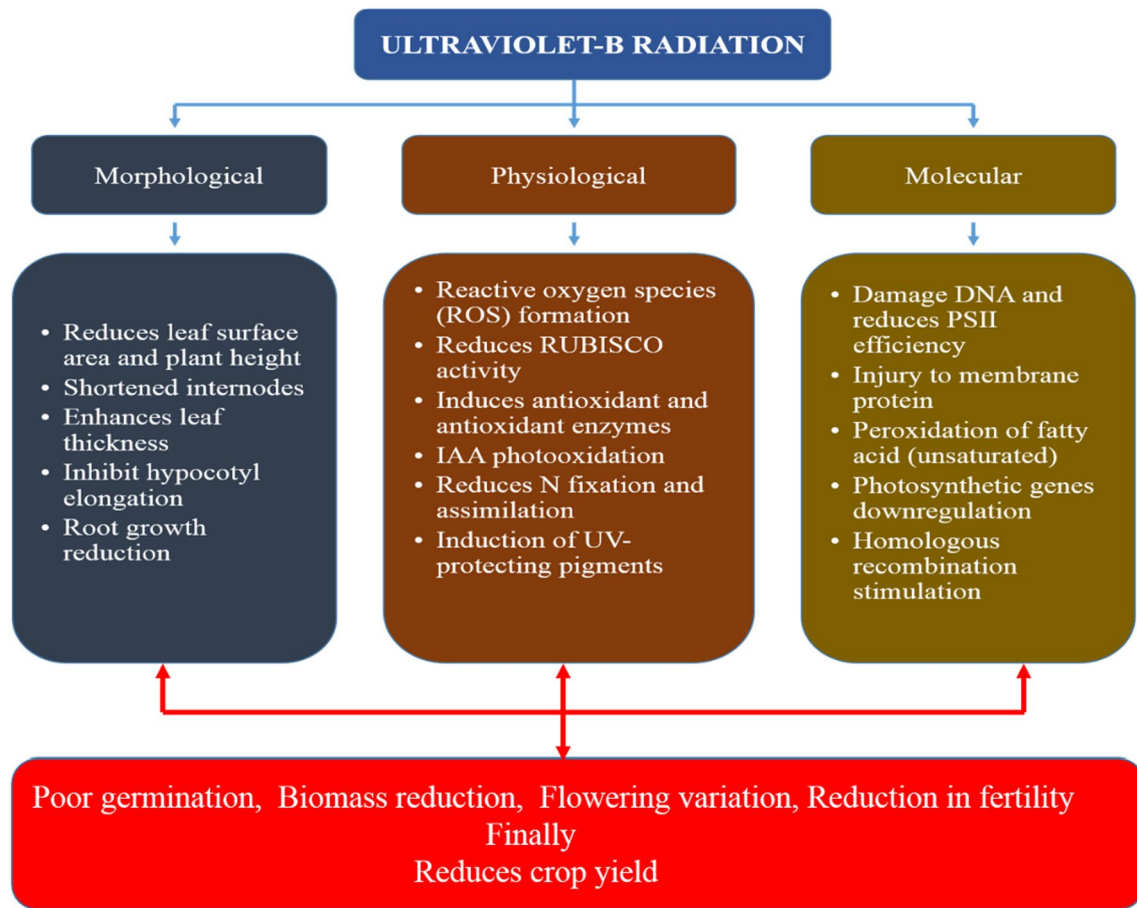 ULTRAVIOLET-B RADIATION
Morphological
Physiological
Molecular
• Reduces leaf surface
area and plant height
• Shortened internodes
• Enhances leaf
thickness
• Inhibit hypocotyl
elongation
• Root growth
reduction
• Reactive oxygen species
(ROS) formation
• Reduces RUBISCO
activity
• Induces antioxidant and
antioxidant enzymes
• IAA photooxidation
• Reduces N fixation and
assimilation
• Induction of UV-
protecting pigments
• Damage DNA and
reduces PSII
efficiency
• Injury to membrane
protein
• Peroxidation of fatty
acid (unsaturated)
• Photosynthetic genes
downregulation
• Homologous
recombination
stimulation
Poor germination, Biomass reduction, Flowering variation, Reduction in fertility
Finally
Reduces crop yield